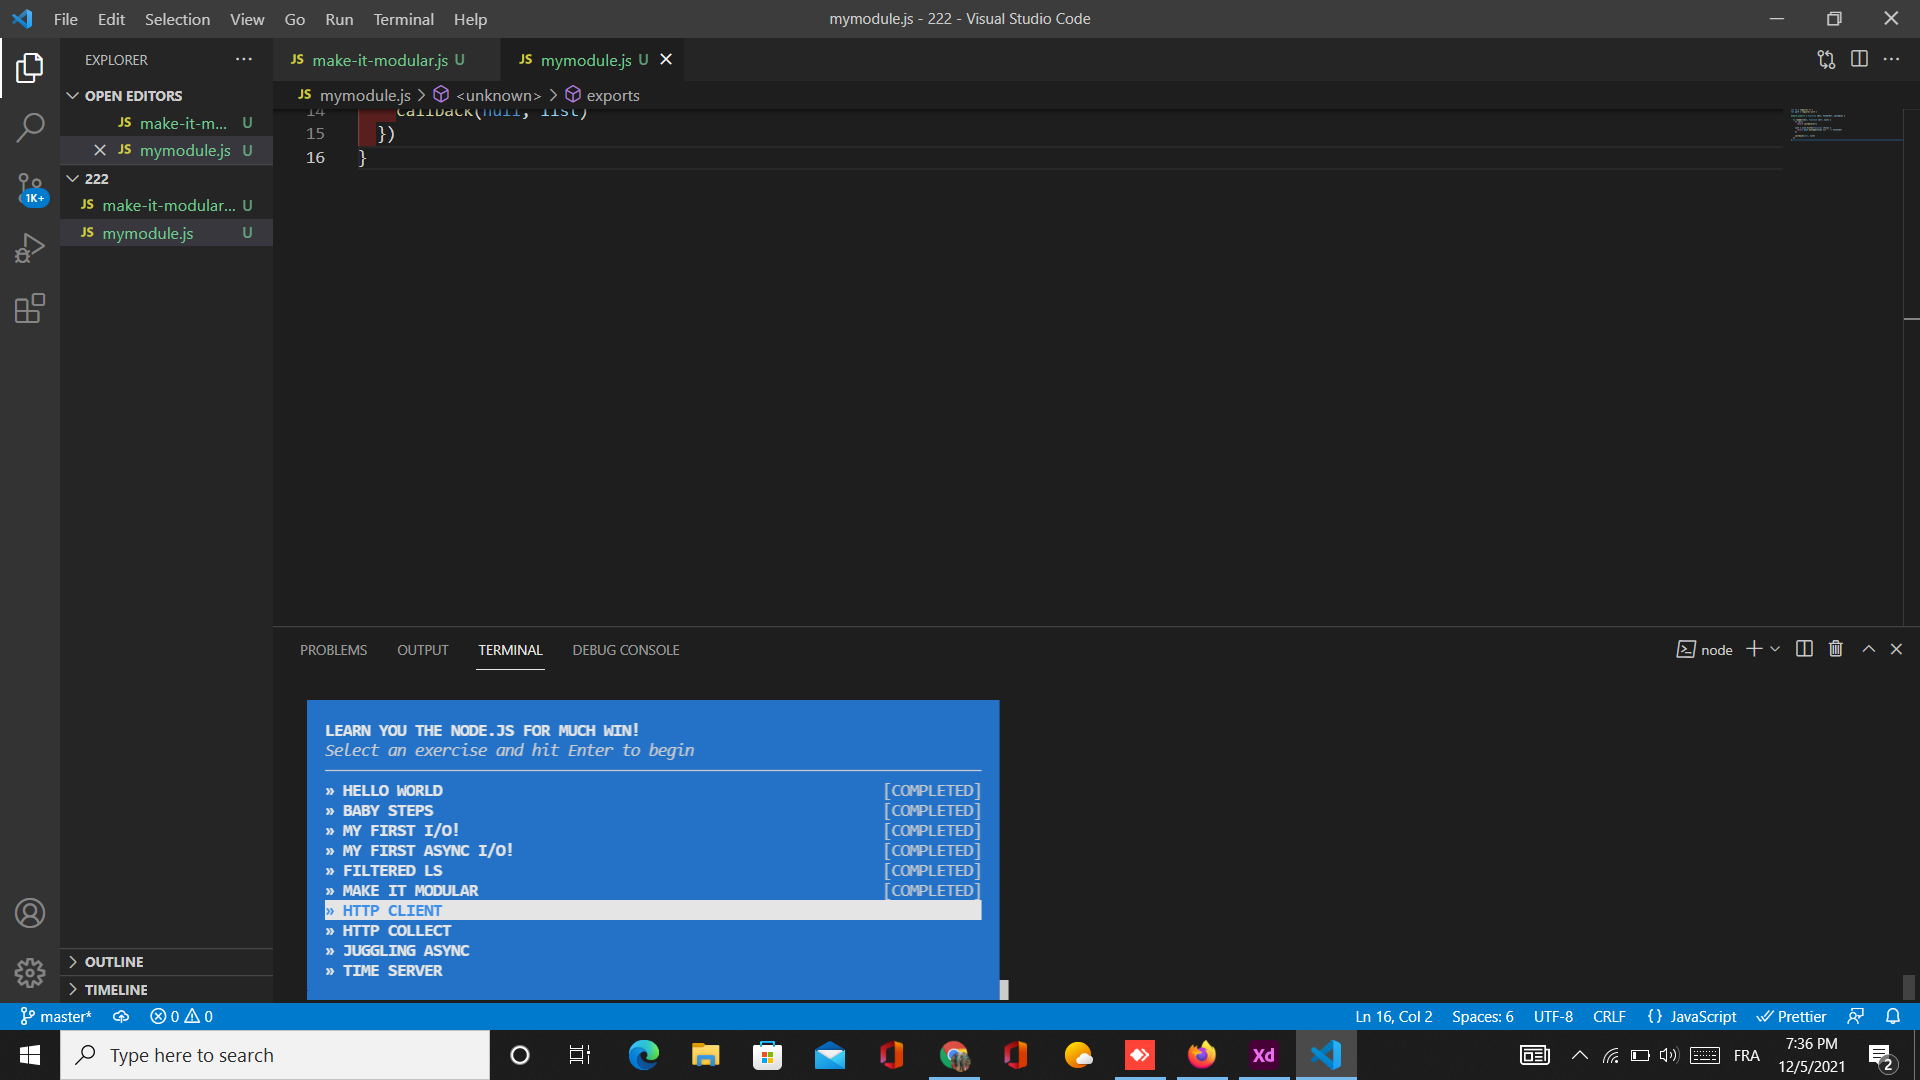 File Edit Selection View Go Run Terminal Help
mymodule.js - 222 - Visual Studio Code
EXPLORER
JS make-it-modular.js U
JS mymodule.js U
OPEN EDITORS
JS mymodule.js > <unknown> > exports
JS make-it-m... U
JS mymodule.js U
222
JS make-it-modular... U
JS mymodule.js U
1K+
14 callback(null, list)
15 })
16 }
PROBLEMS OUTPUT TERMINAL DEBUG CONSOLE
node
LEARN YOU THE NODE.JS FOR MUCH WIN!
Select an exercise and hit Enter to begin
» HELLO WORLD [COMPLETED]
» BABY STEPS [COMPLETED]
» MY FIRST I/O! [COMPLETED]
» MY FIRST ASYNC I/O! [COMPLETED]
» FILTERED LS [COMPLETED]
» MAKE IT MODULAR [COMPLETED]
» HTTP CLIENT
» HTTP COLLECT
» JUGGLING ASYNC
» TIME SERVER
OUTLINE
TIMELINE
master* 0 0
Ln 16, Col 2 Spaces: 6 UTF-8 CRLF {} JavaScript Prettier
Type here to search
Xd
FRA
7:36 PM
12/5/2021
2